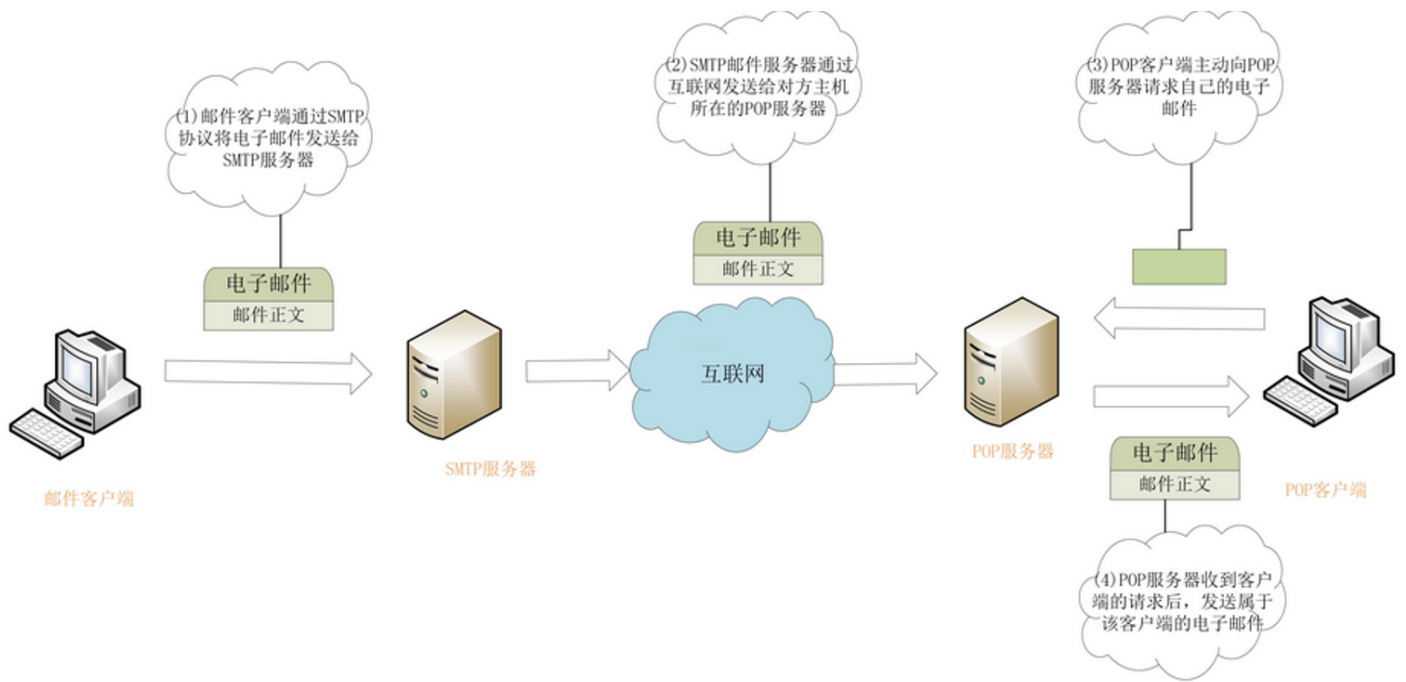 (1)邮件客户端通过SMTP
协议将电子邮件发送给
SMTP服务器
电子邮件
邮件正文
邮件客户端
SMTP服务器
(2)SMTP邮件服务器通过
互联网发送给对方主机
所在的POP服务器
电子邮件
邮件正文
互联网
(3)POP客户端主动向POP
服务器请求自己的电子
邮件
POP服务器
电子邮件
邮件正文
POP客户端
(4)POP服务器收到客户
端的请求后，发送属于
该客户端的电子邮件